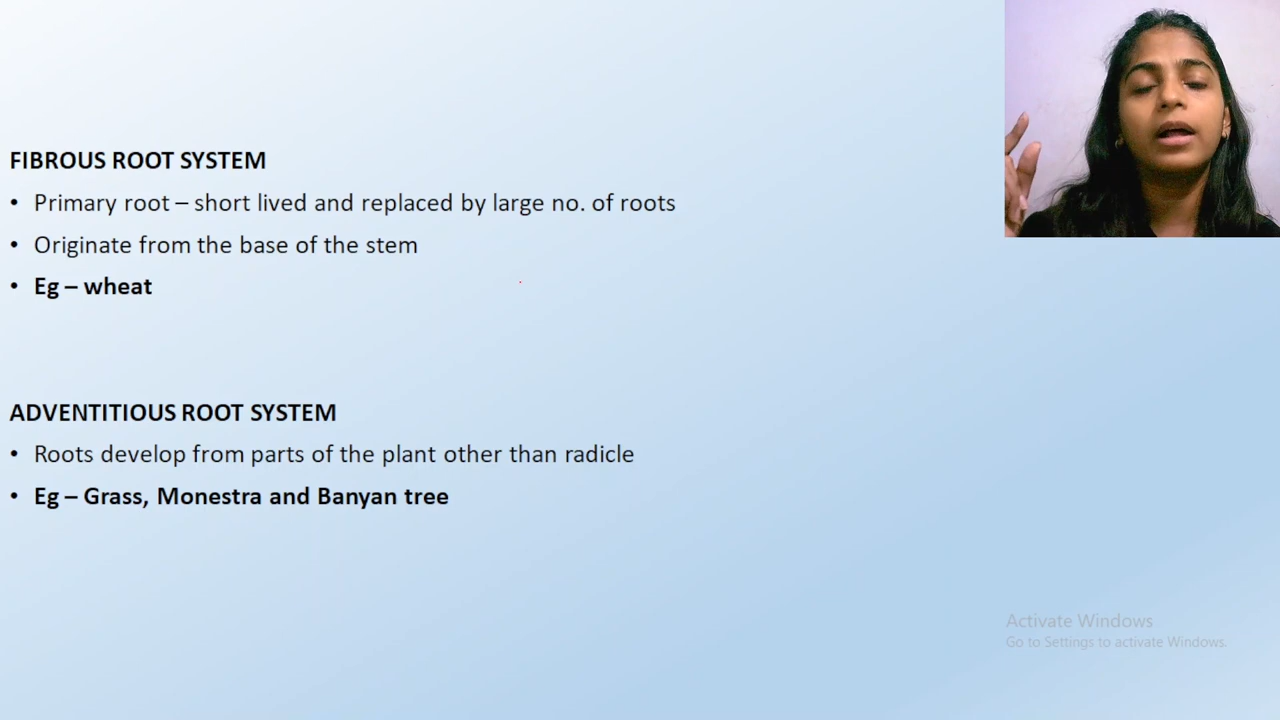 FIBROUS ROOT SYSTEM
• Primary root – short lived and replaced by large no. of roots
• Originate from the base of the stem
• Eg – wheat
ADVENTITIOUS ROOT SYSTEM
• Roots develop from parts of the plant other than radicle
• Eg – Grass, Monestra and Banyan tree
Activate Windows
Go to Settings to activate Windows.